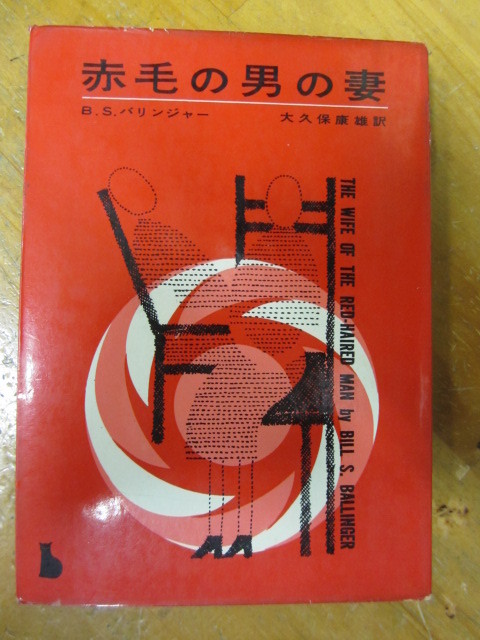 赤毛の男の妻
B.S.バリンジャー
大久保康雄訳
THE WIFE OF THE RED-HAIRED MAN by BILL S. BALLINGER